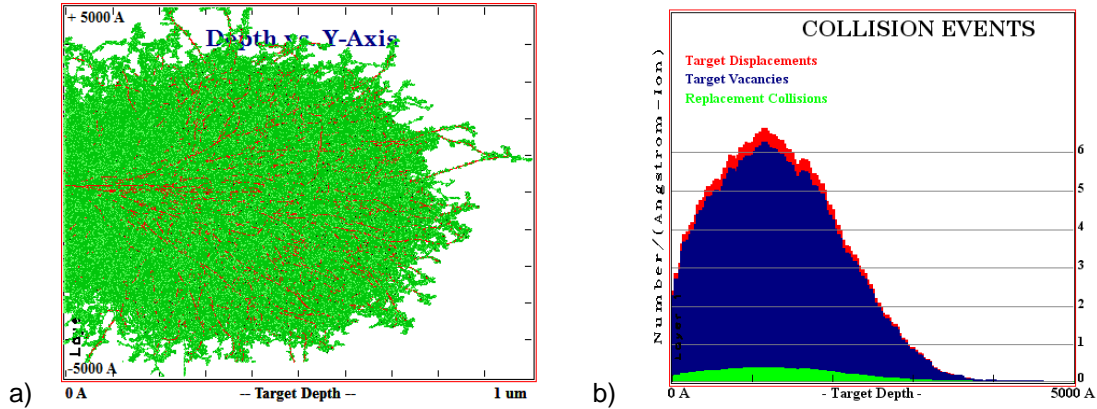 + 5000 A
Depth vs. Y-Axis
-5000 A
0 A
-- Target Depth --
1 um
a)
COLLISION EVENTS
Target Displacements
Target Vacancies
Replacement Collisions
Number/(Angstrom-Ion)
6
5
4
3
2
1
0
0 A
- Target Depth -
5000 A
b)